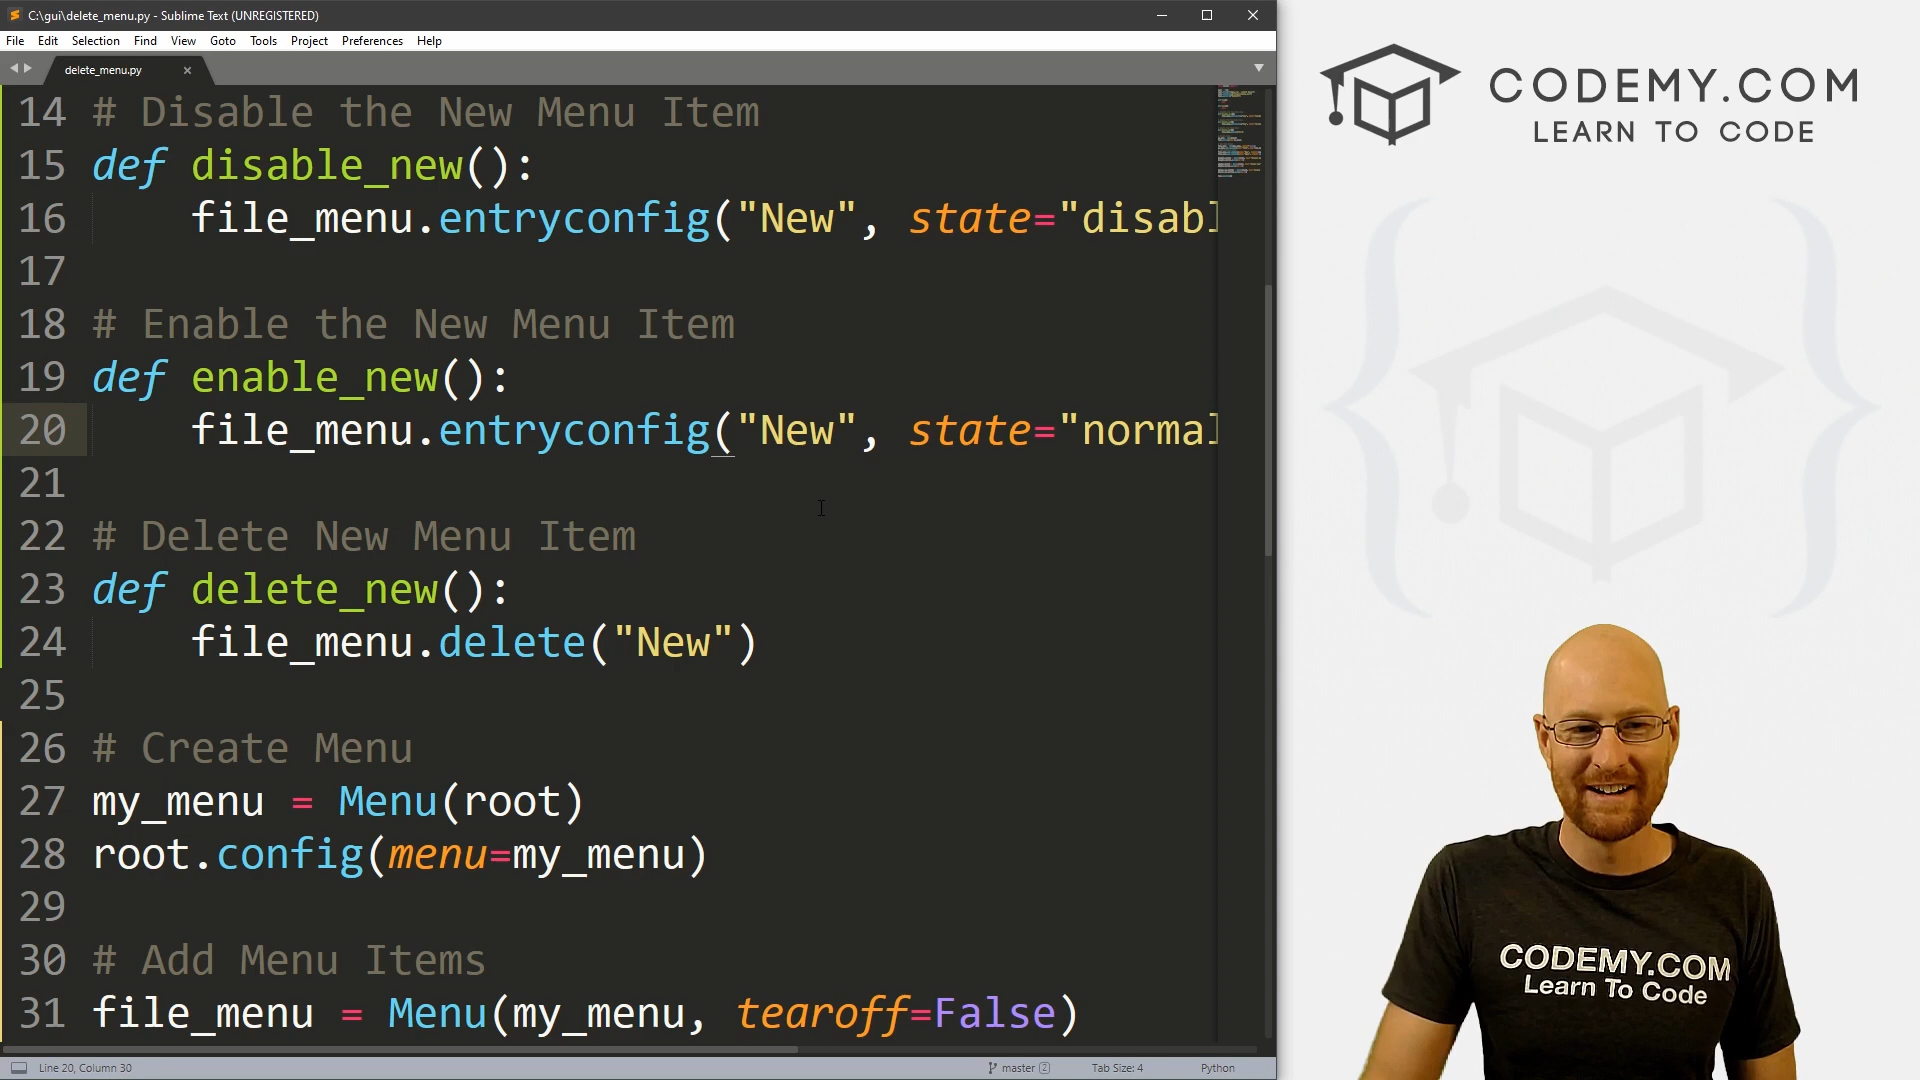 C:\gui\delete_menu.py - Sublime Text (UNREGISTERED)
File Edit Selection Find View Goto Tools Project Preferences Help
delete_menu.py
14 # Disable the New Menu Item
15 def disable_new():
16 file_menu.entryconfig("New", state="disabl
17
18 # Enable the New Menu Item
19 def enable_new():
20 file_menu.entryconfig("New", state="normal
21
22 # Delete New Menu Item
23 def delete_new():
24 file_menu.delete("New")
25
26 # Create Menu
27 my_menu = Menu(root)
28 root.config(menu=my_menu)
29
30 # Add Menu Items
31 file_menu = Menu(my_menu, tearoff=False)
Line 20, Column 30
master 2
Tab Size: 4
Python
CODEMY.COM
LEARN TO CODE
CODEMY.COM
Learn To Code